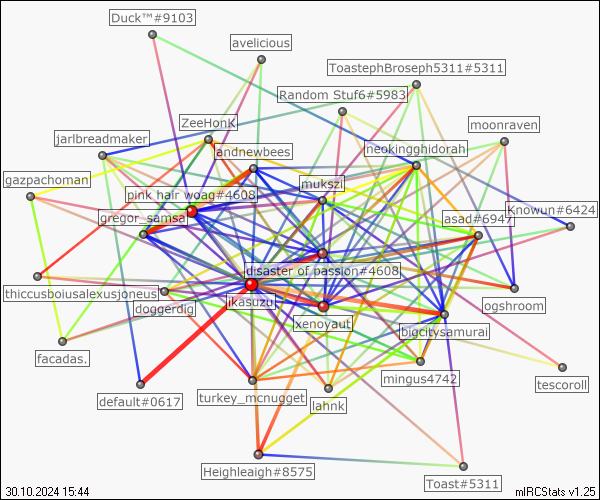 Duck™#9103
avelicious
ToastephBroseph5311#5311
Random Stuf6#5983
moonraven
ZeeHonK
jarlbreadmaker
neokingghidorah
andnewbees
gazpachoman
mukszi
pink hair woag#4608
Knowun#6424
gregor_samsa
asad#6947
disaster of passion#4608
thiccusboiusalexusjoneus
ikasuzu
ogshroom
doggerdig
xenoyaut
bigcitysamurai
facadas.
mingus4742
tescoroll
default#0617
turkey_mcnugget
lahnk
Heighleaigh#8575
Toast#5311
30.10.2024 15:44
mIRCStats v1.25